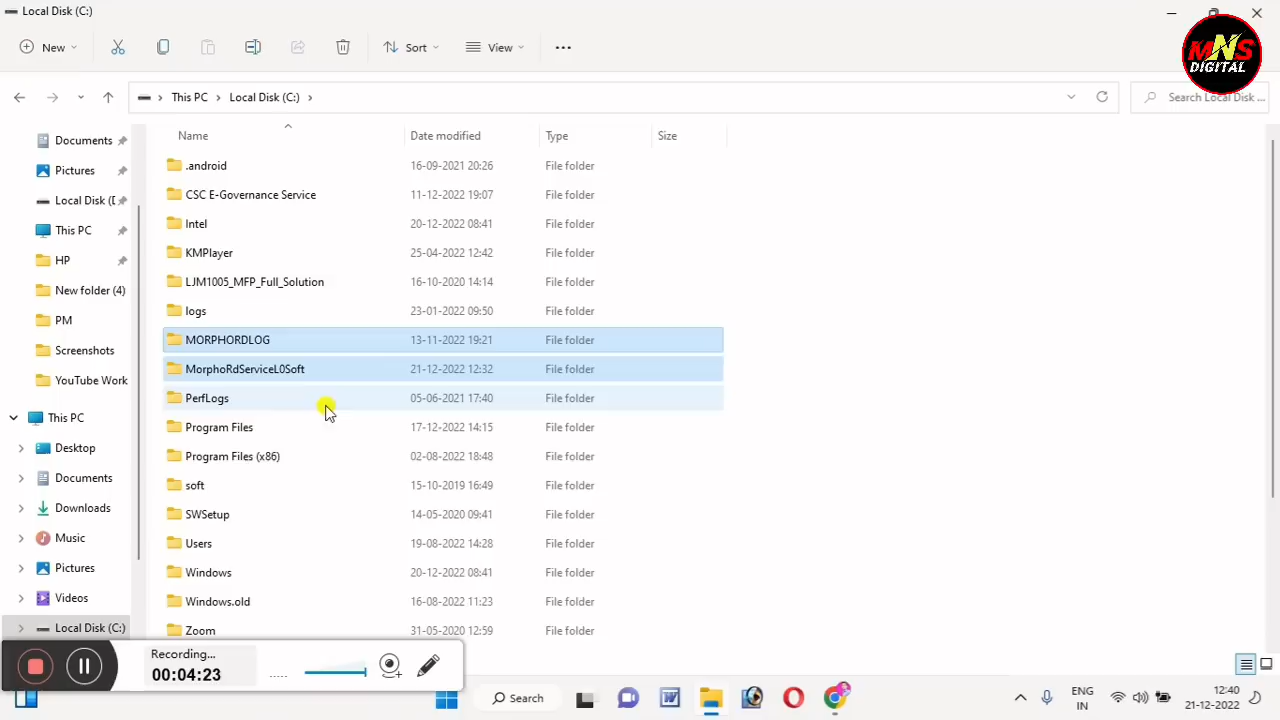 Local Disk (C:)
New
Sort
View
MNS
DIGITAL
This PC > Local Disk (C:) >
Search Local Disk ...
Name Date modified Type Size
.android 16-09-2021 20:26 File folder
CSC E-Governance Service 11-12-2022 19:07 File folder
Intel 20-12-2022 08:41 File folder
KMPlayer 25-04-2022 12:42 File folder
LJM1005_MFP_Full_Solution 16-10-2020 14:14 File folder
logs 23-01-2022 09:50 File folder
MORPHORDLOG 13-11-2022 19:21 File folder
MorphoRdServiceL0Soft 21-12-2022 12:32 File folder
PerfLogs 05-06-2021 17:40 File folder
Program Files 17-12-2022 14:15 File folder
Program Files (x86) 02-08-2022 18:48 File folder
soft 15-10-2019 16:49 File folder
SWSetup 14-05-2020 09:41 File folder
Users 19-08-2022 14:28 File folder
Windows 20-12-2022 08:41 File folder
Windows.old 16-08-2022 11:23 File folder
Zoom 31-05-2020 12:59 File folder
Documents
Pictures
Local Disk (D
This PC
HP
New folder (4)
PM
Screenshots
YouTube Work
This PC
Desktop
Documents
Downloads
Music
Pictures
Videos
Local Disk (C:)
Recording...
00:04:23
Search
ENG
IN
12:40
21-12-2022